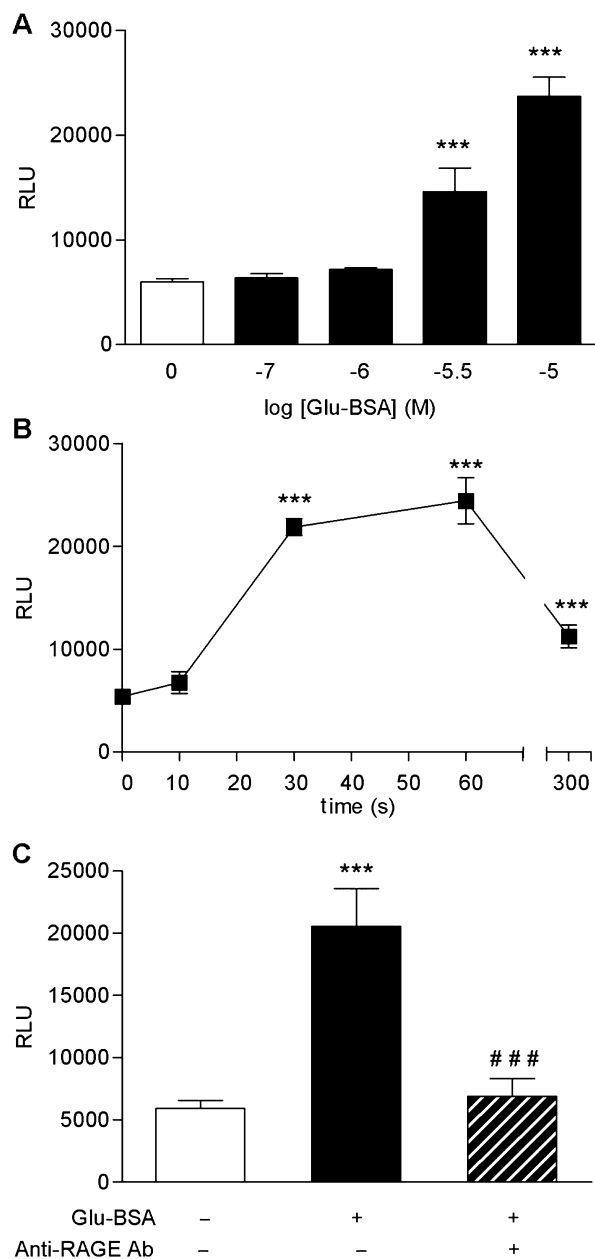 A
30000
20000
10000
0
RLU
***
***
0 -7 -6 -5.5 -5
log [Glu-BSA] (M)
B
30000
20000
10000
0
RLU
***
***
***
0 10 20 30 40 50 60 300
time (s)
C
25000
20000
15000
10000
5000
0
RLU
***
# # #
Glu-BSA – + +
Anti-RAGE Ab – – +